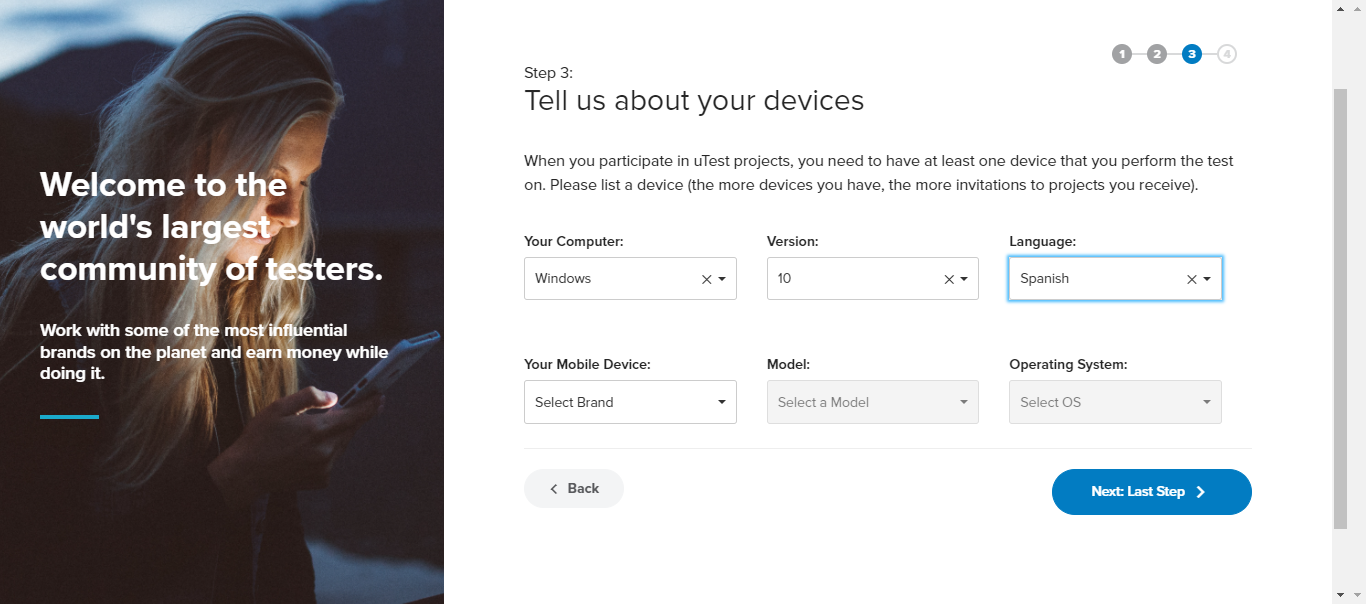 Welcome to the
world's largest
community of testers.
Work with some of the most influential
brands on the planet and earn money while
doing it.
1 2 3 4
Step 3:
Tell us about your devices
When you participate in uTest projects, you need to have at least one device that you perform the test
on. Please list a device (the more devices you have, the more invitations to projects you receive).
Your Computer: Version: Language:
Windows 10 Spanish
Your Mobile Device: Model: Operating System:
Select Brand Select a Model Select OS
Back Next: Last Step